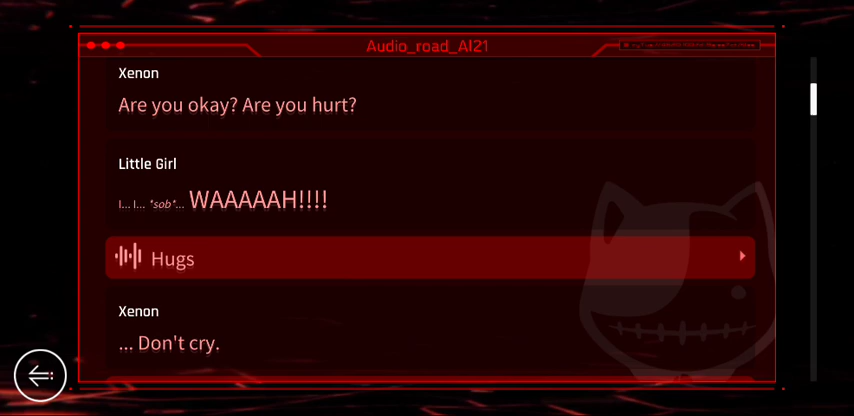 Audio_road_AI21
Xenon
Are you okay? Are you hurt?
Little Girl
I... I... *sob*... WAAAAAH!!!!
Hugs
Xenon
... Don't cry.